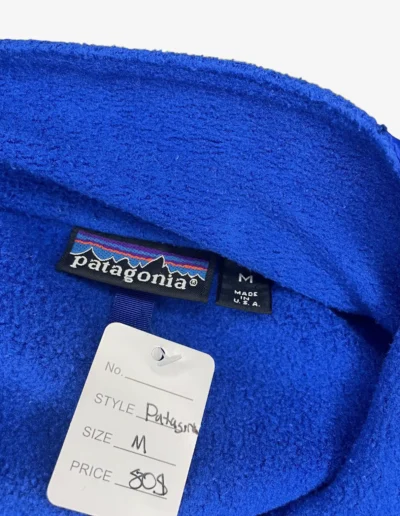 patagonia®
M
MADE
IN
U.S.A.
No.
STYLE Patagonia
SIZE M
PRICE 80$